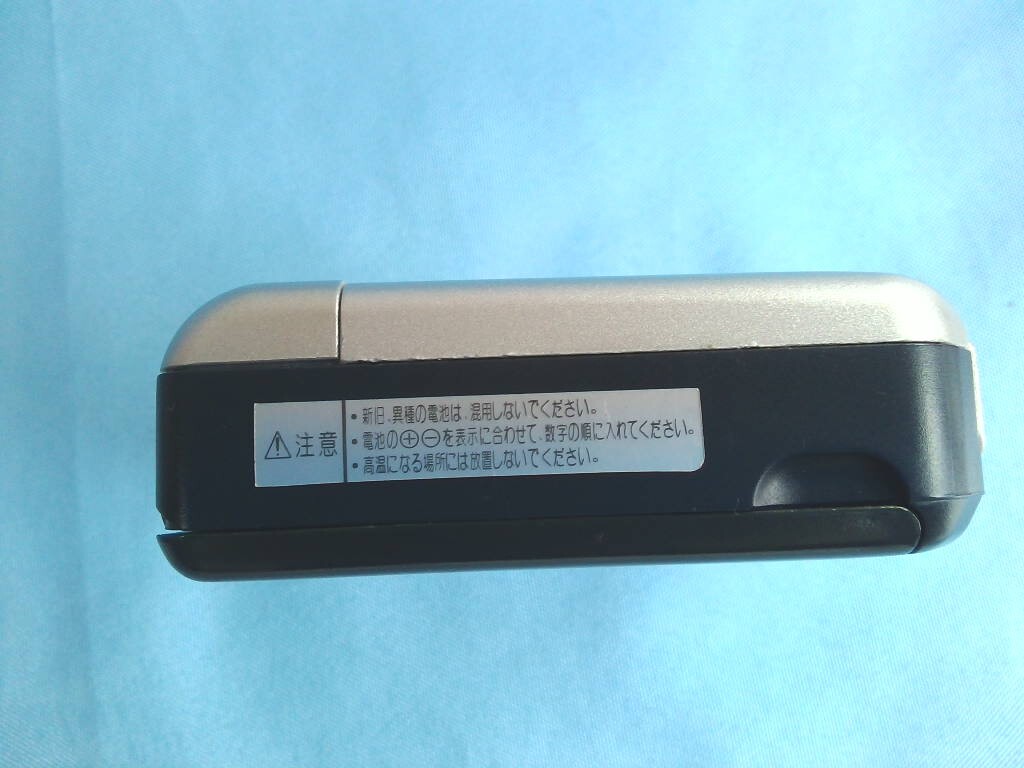 ⚠注意
・新旧、異種の電池は、混用しないでください。
・電池の⊕⊖を表示に合わせて、数字の順に入れてください。
・高温になる場所には放置しないでください。